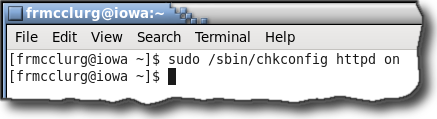 frmcclurg@iowa:~
File Edit View Search Terminal Help
[frmcclurg@iowa ~]$ sudo /sbin/chkconfig httpd on
[frmcclurg@iowa ~]$